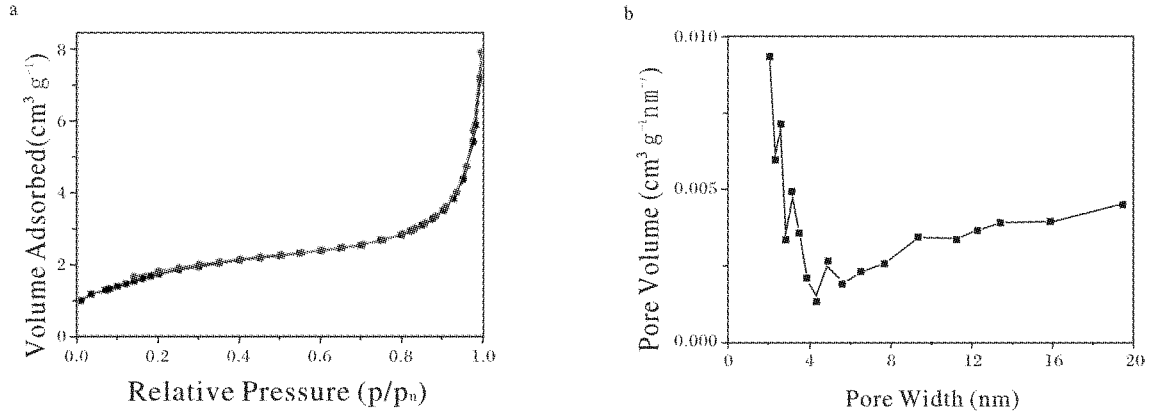 a
Volume Adsorbed(cm³ g⁻¹)
8
6
4
2
0
0.0 0.2 0.4 0.6 0.8 1.0
Relative Pressure (p/pₙ)
b
Pore Volume (cm³ g⁻¹nm⁻¹)
0.010
0.005
0.000
0 4 8 12 16 20
Pore Width (nm)